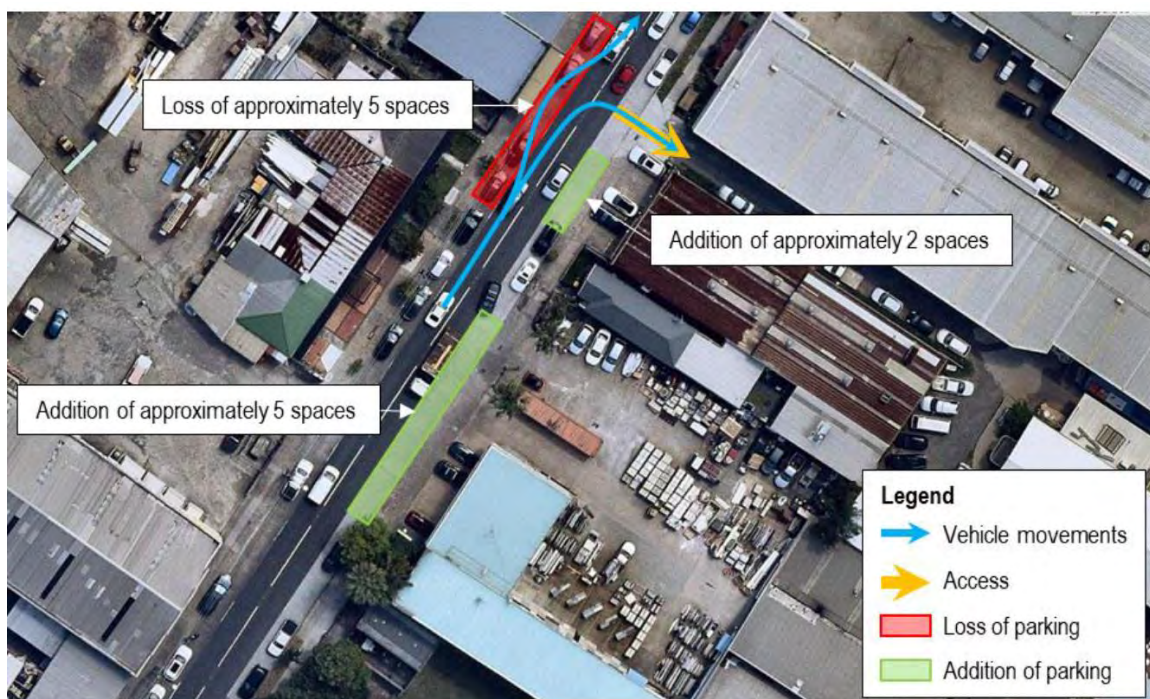 Loss of approximately 5 spaces
Addition of approximately 2 spaces
Addition of approximately 5 spaces
Legend
Vehicle movements
Access
Loss of parking
Addition of parking